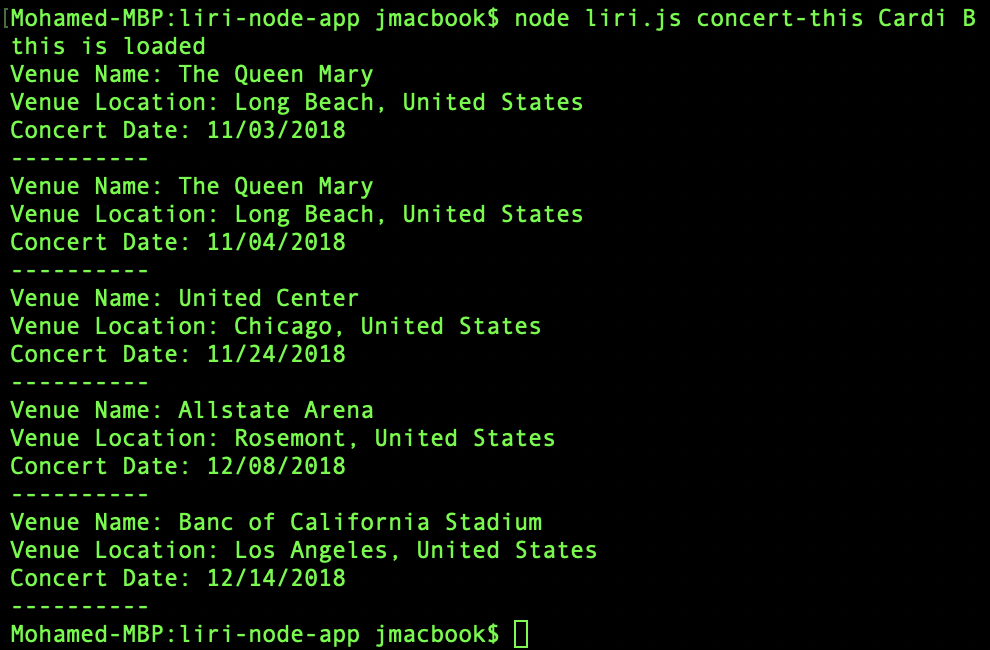 [Mohamed-MBP:liri-node-app jmacbook$ node liri.js concert-this Cardi B
this is loaded
Venue Name: The Queen Mary
Venue Location: Long Beach, United States
Concert Date: 11/03/2018
----------
Venue Name: The Queen Mary
Venue Location: Long Beach, United States
Concert Date: 11/04/2018
----------
Venue Name: United Center
Venue Location: Chicago, United States
Concert Date: 11/24/2018
----------
Venue Name: Allstate Arena
Venue Location: Rosemont, United States
Concert Date: 12/08/2018
----------
Venue Name: Banc of California Stadium
Venue Location: Los Angeles, United States
Concert Date: 12/14/2018
----------
Mohamed-MBP:liri-node-app jmacbook$